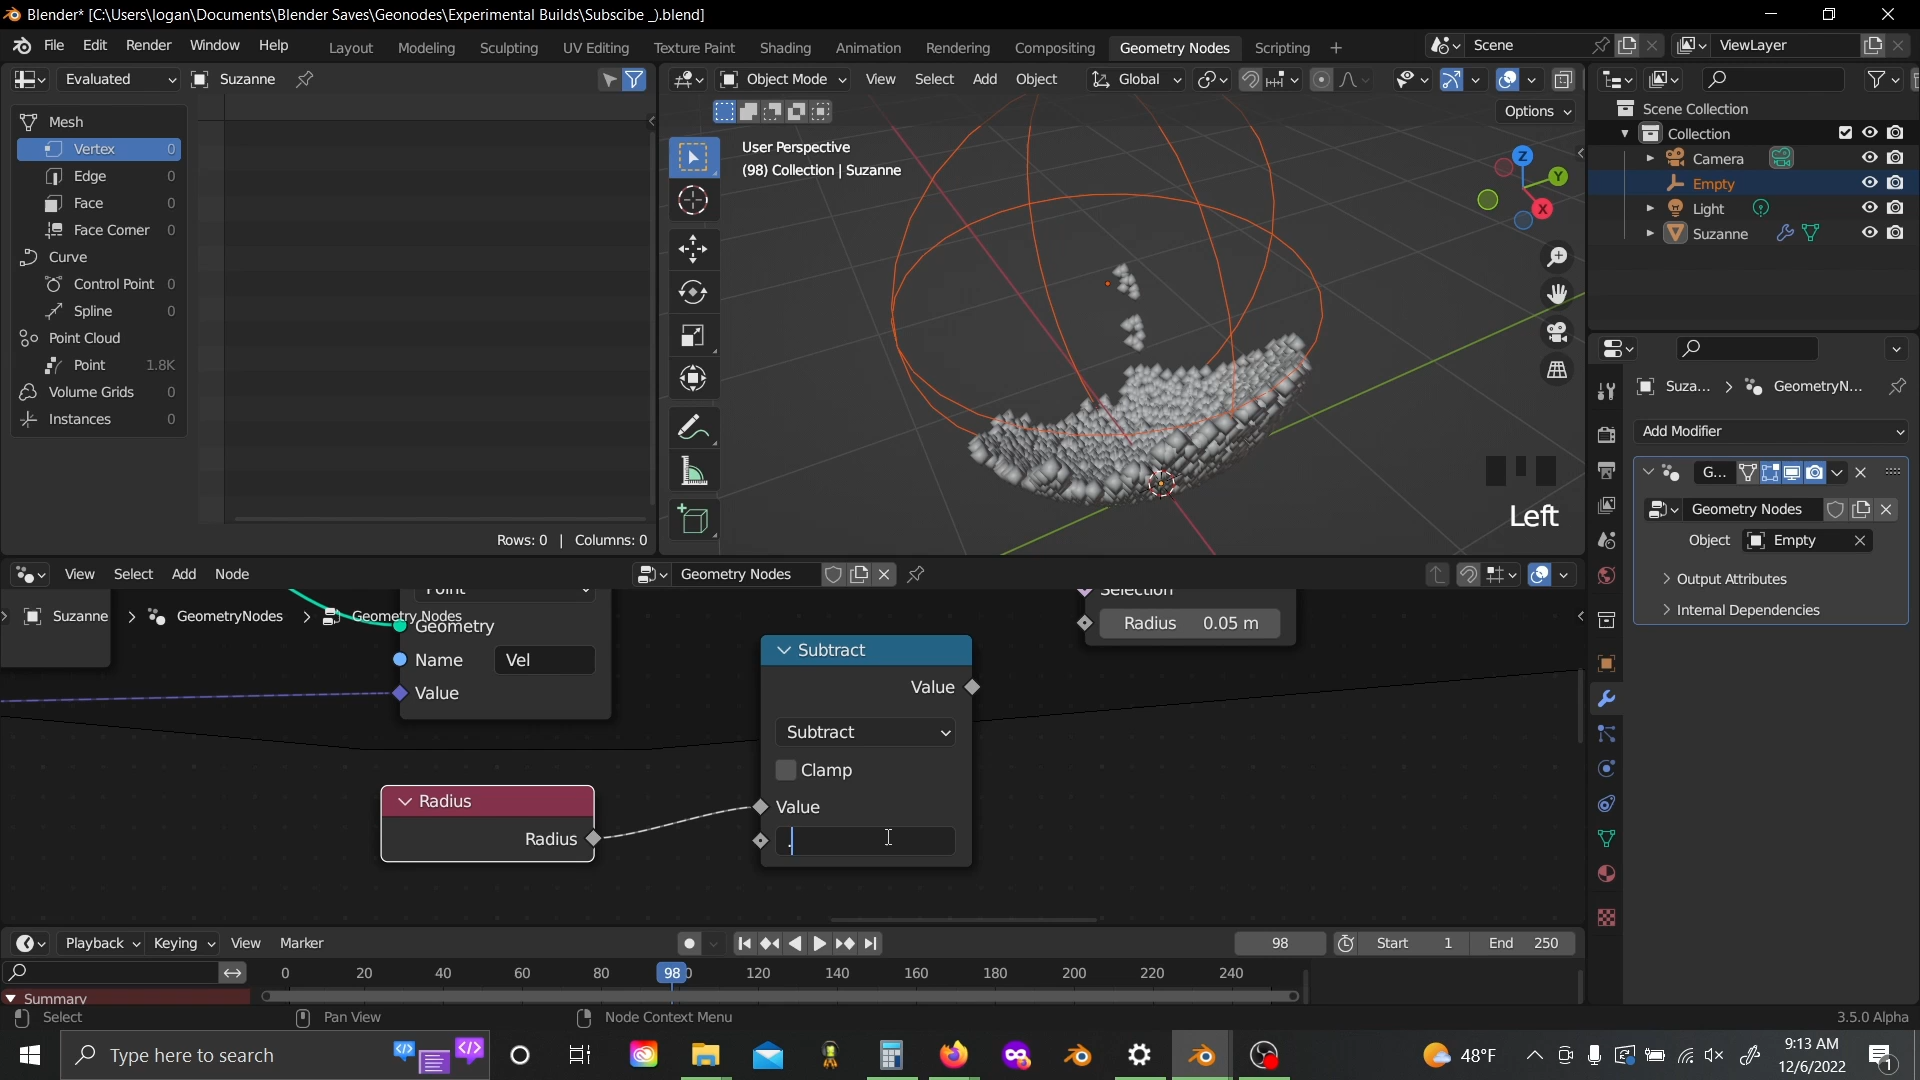 Blender* [C:\Users\logan\Documents\Blender Saves\Geonodes\Experimental Builds\Subscibe _).blend]
File Edit Render Window Help Layout Modeling Sculpting UV Editing Texture Paint Shading Animation Rendering Compositing Geometry Nodes Scripting + Scene ViewLayer
Evaluated Suzanne Object Mode View Select Add Object Global
Options
Mesh
Vertex 0
Edge 0
Face 0
Face Corner 0
Curve
Control Point 0
Spline 0
Point Cloud
Point 1.8K
Volume Grids 0
Instances 0
Rows: 0 | Columns: 0
User Perspective
(98) Collection | Suzanne
Z
Y
X
Left
Scene Collection
Collection
Camera
Empty
Light
Suzanne
Suza... > GeometryN...
Add Modifier
G...
Geometry Nodes
Object Empty
Output Attributes
Internal Dependencies
View Select Add Node Geometry Nodes
Point
Selection
Suzanne > GeometryNodes > Geometry Nodes
Geometry
Radius 0.05 m
Name Vel
Value
Subtract
Value
Subtract
Clamp
Value
.
Radius
Radius
Playback Keying View Marker 98 Start 1 End 250
0 20 40 60 80 98 120 140 160 180 200 220 240
Summary
Select Pan View Node Context Menu 3.5.0 Alpha
Type here to search
48°F
9:13 AM
12/6/2022
1